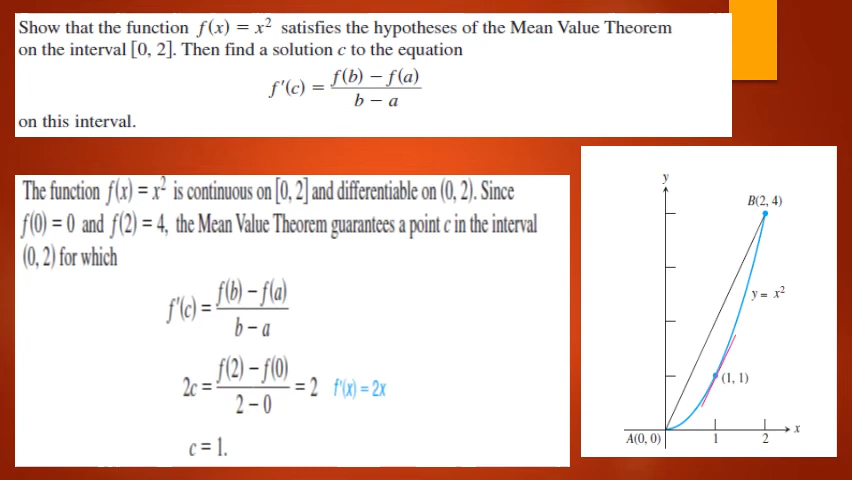 Show that the function f(x) = x² satisfies the hypotheses of the Mean Value Theorem
on the interval [0, 2]. Then find a solution c to the equation
f′(c) = (f(b) − f(a)) / (b − a)
on this interval.
The function f(x) = x² is continuous on [0, 2] and differentiable on (0, 2). Since
f(0) = 0 and f(2) = 4, the Mean Value Theorem guarantees a point c in the interval
(0, 2) for which
f′(c) = (f(b) − f(a)) / (b − a)
2c = (f(2) − f(0)) / (2 − 0) = 2 f′(x) = 2x
c = 1.
y
B(2, 4)
y = x²
(1, 1)
x
A(0, 0) 1 2